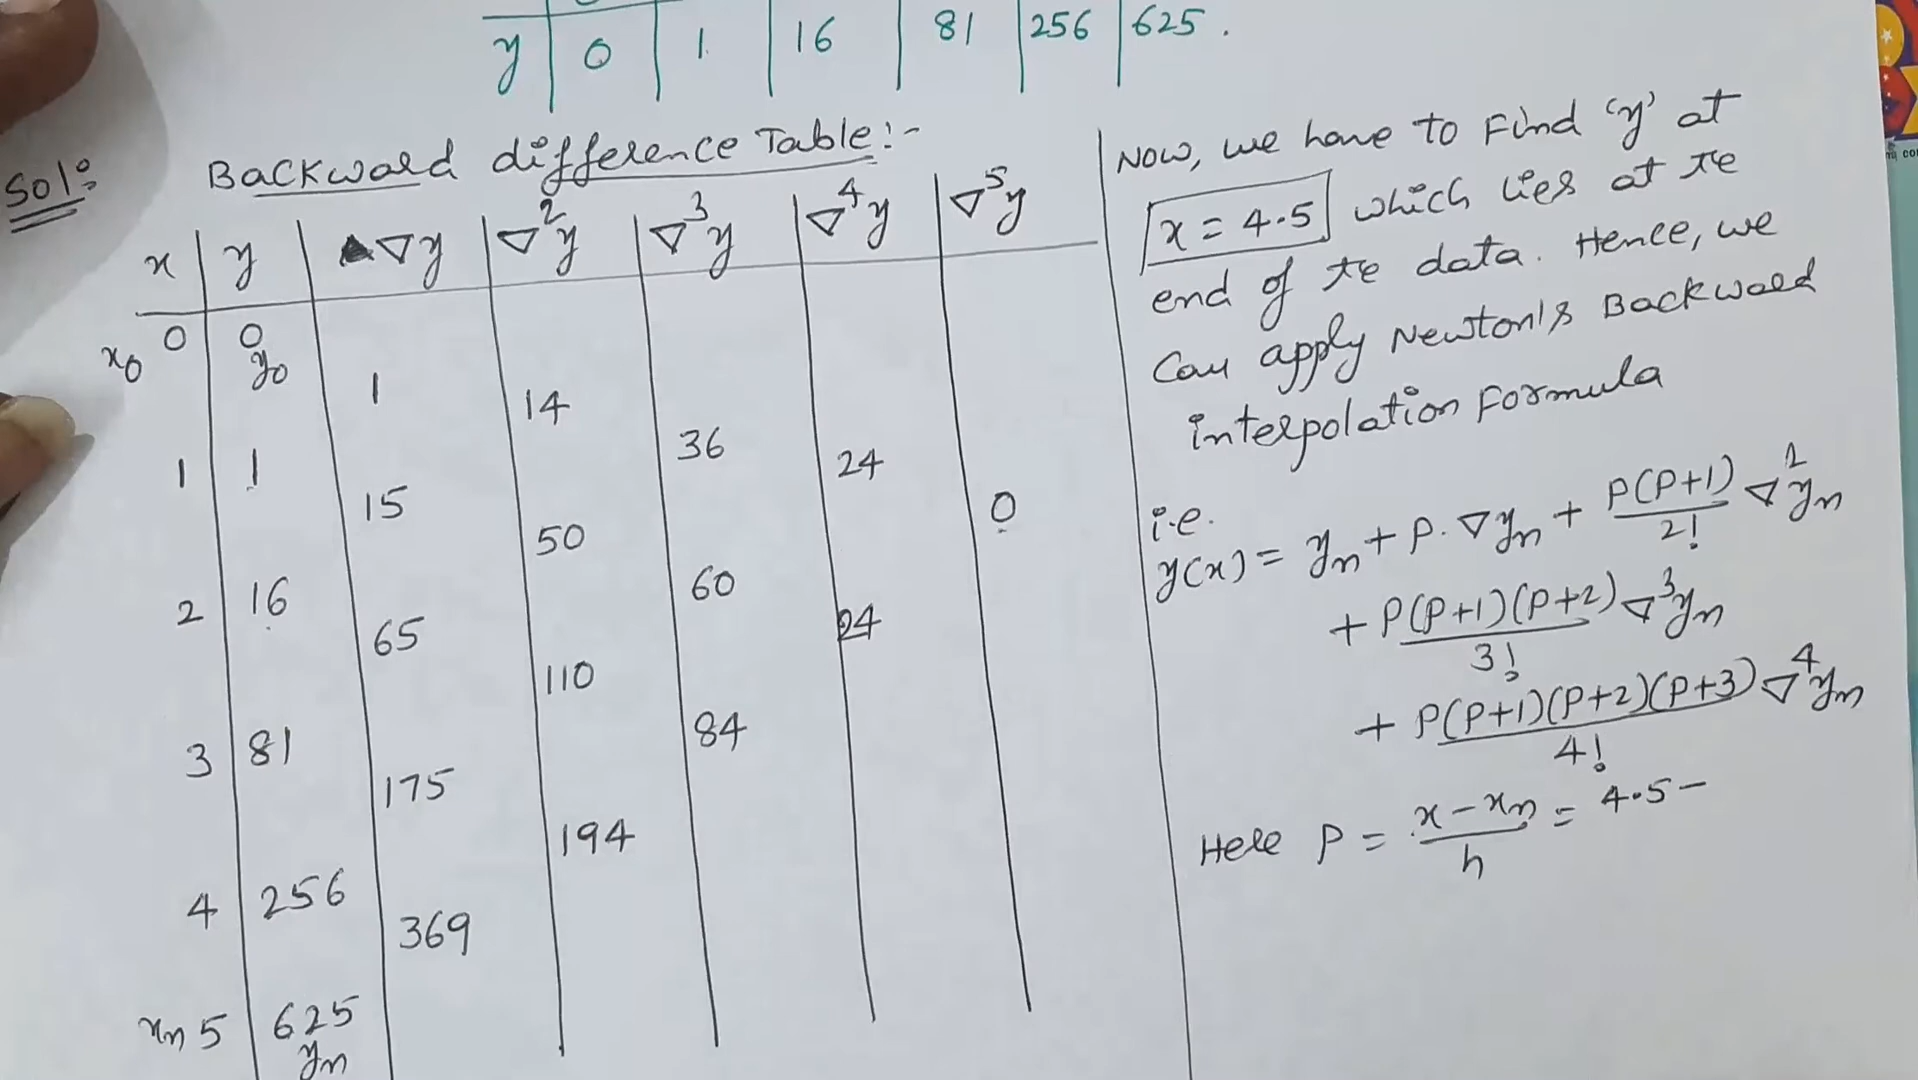 y | 0 | 1 | 16 | 81 | 256 | 625 .
Sol:
Backward difference Table:-
x | y | ∇y | ∇²y | ∇³y | ∇⁴y | ∇⁵y
x₀ 0 | 0
y₀
1
14
36
1 | 1
24
15
0
50
60
2 | 16
24
65
110
84
3 | 81
175
194
4 | 256
369
xₙ 5 | 625
yₙ
Now, we have to Find 'y' at
x = 4.5 which lies at the
end of the data. Hence, we
Can apply Newton's Backward
interpolation Formula
i.e.
y(x) = yₙ + P.∇yₙ + P(P+1)/2! ∇²yₙ
+ P(P+1)(P+2)/3! ∇³yₙ
+ P(P+1)(P+2)(P+3)/4! ∇⁴yₙ
Here P = x-xₙ/h = 4.5-